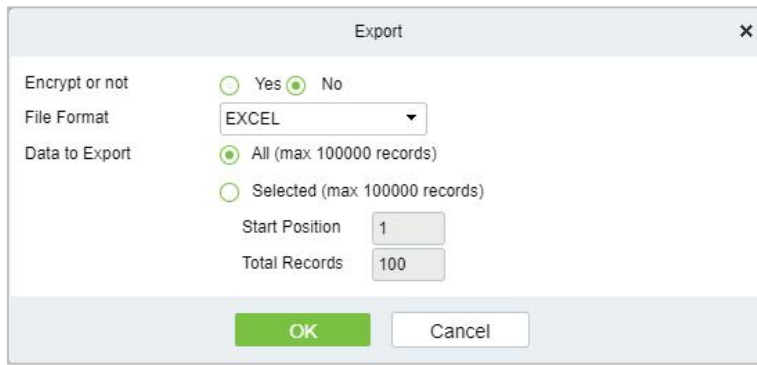 Export
Encrypt or not Yes No
File Format EXCEL
Data to Export All (max 100000 records)
Selected (max 100000 records)
Start Position 1
Total Records 100
OK Cancel